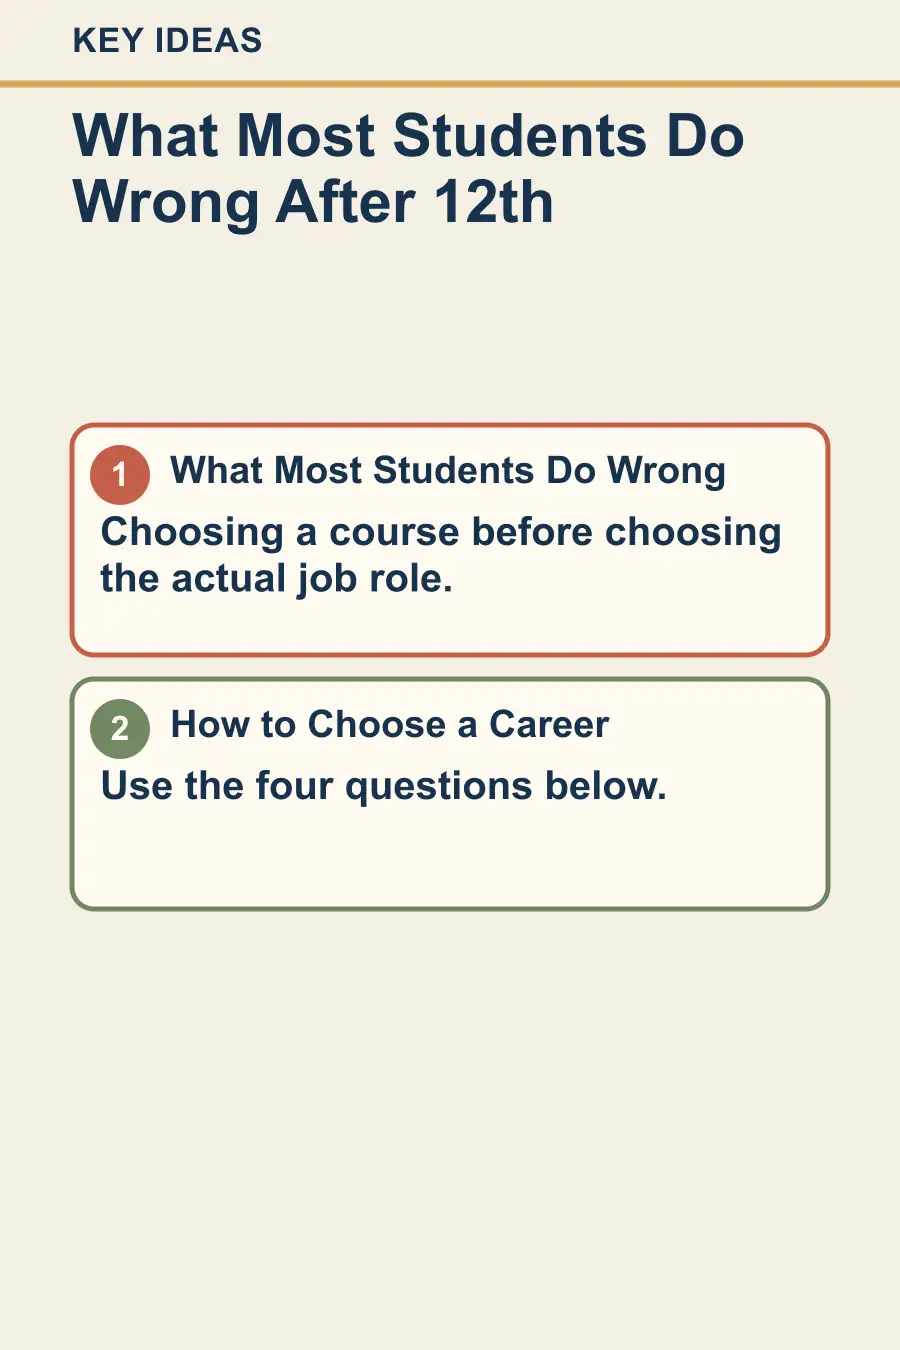 KEY IDEAS
What Most Students Do
Wrong After 12th
1 What Most Students Do Wrong
Choosing a course before choosing
the actual job role.
2 How to Choose a Career
Use the four questions below.